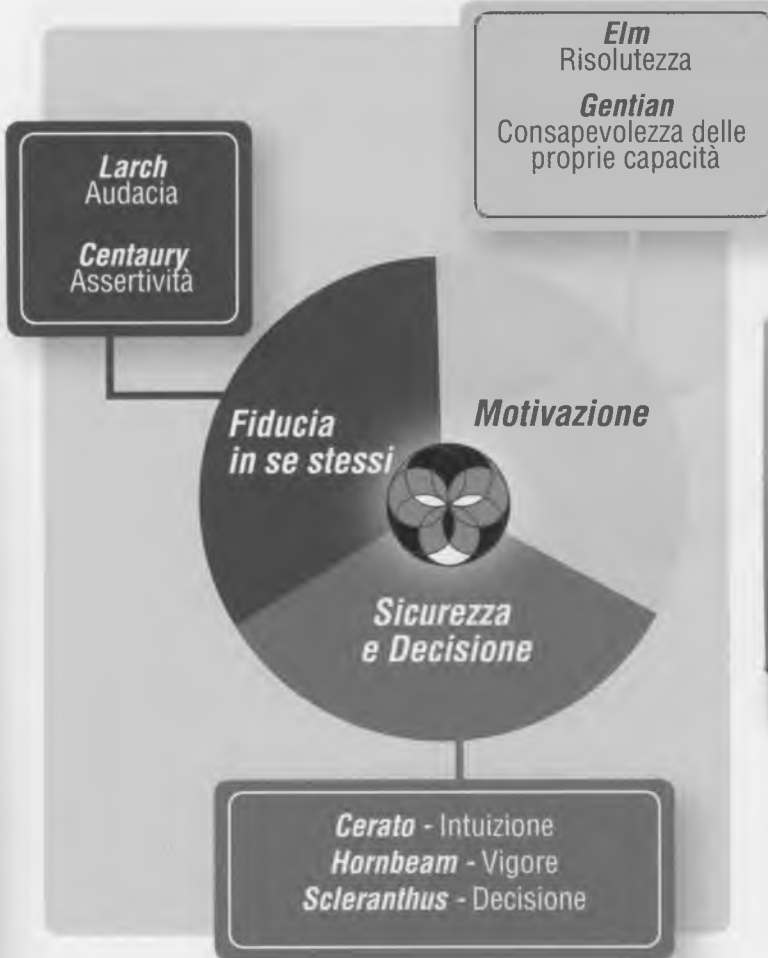 Elm
Risolutezza
Gentian
Consapevolezza delle
proprie capacità
Larch
Audacia
Centaury
Assertività
Fiducia
in se stessi
Motivazione
Sicurezza
e Decisione
Cerato - Intuizione
Hornbeam - Vigore
Scleranthus - Decisione